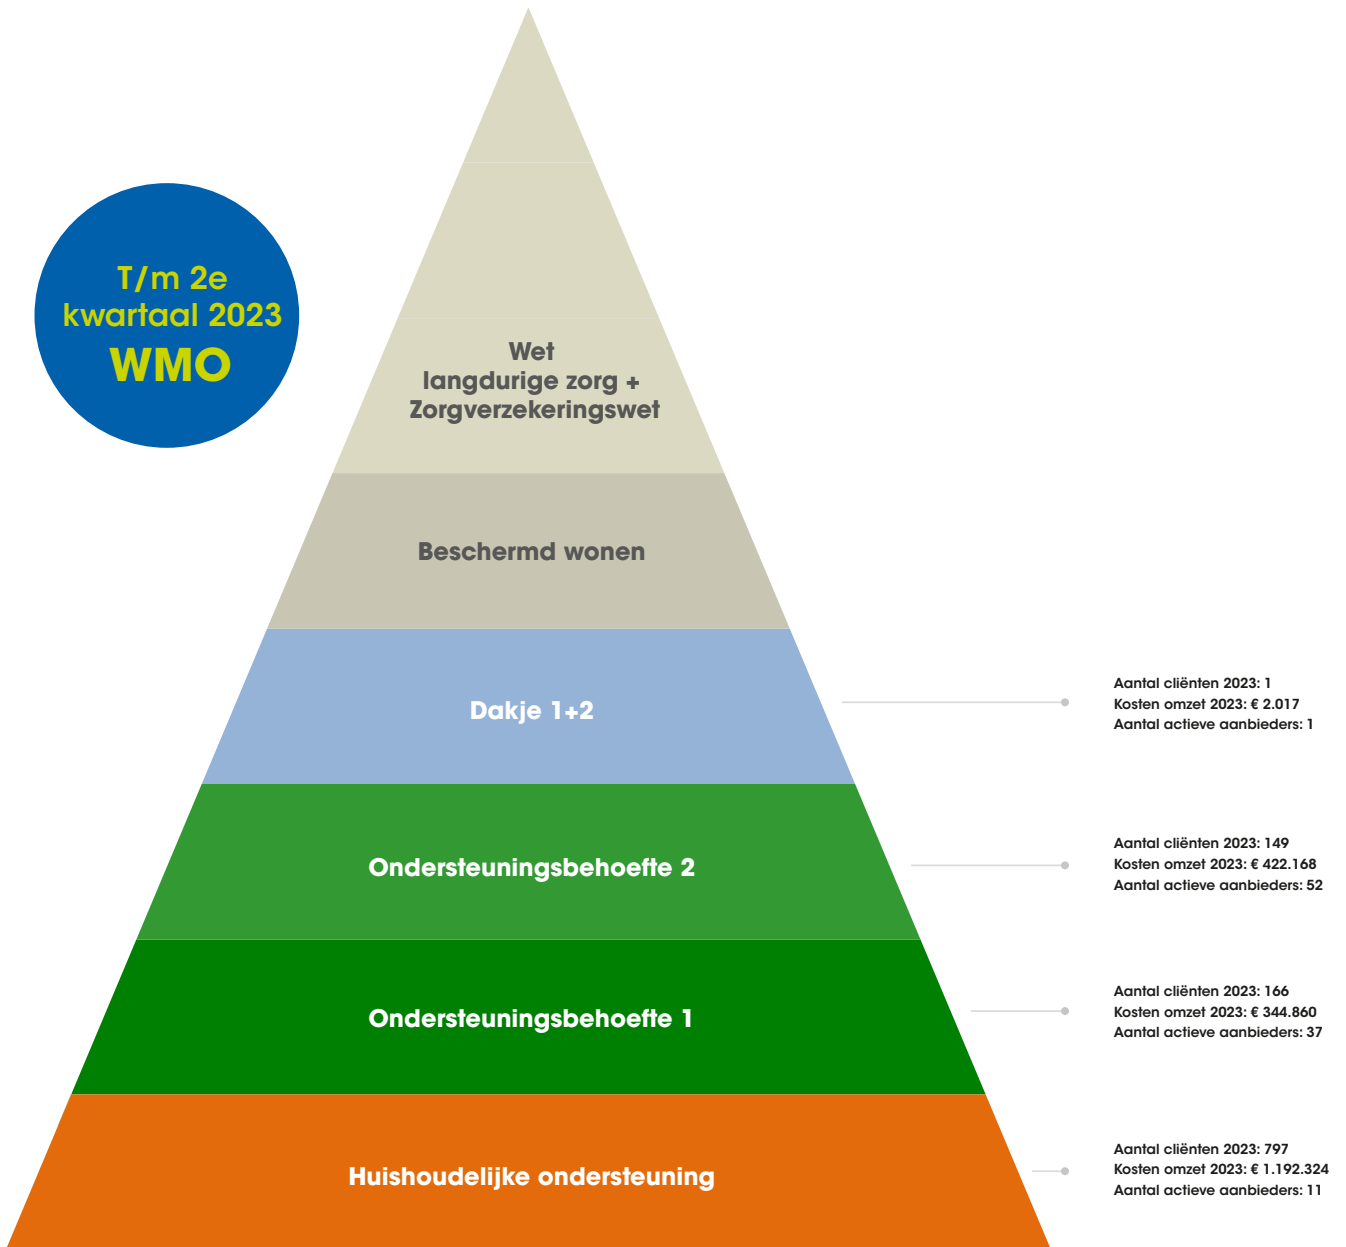 T/m 2e
kwartaal 2023
WMO
Wet
langdurige zorg +
Zorgverzekeringswet
Beschermd wonen
Dakje 1+2
Aantal cliënten 2023: 1
Kosten omzet 2023: € 2.017
Aantal actieve aanbieders: 1
Ondersteuningsbehoefte 2
Aantal cliënten 2023: 149
Kosten omzet 2023: € 422.168
Aantal actieve aanbieders: 52
Ondersteuningsbehoefte 1
Aantal cliënten 2023: 166
Kosten omzet 2023: € 344.860
Aantal actieve aanbieders: 37
Huishoudelijke ondersteuning
Aantal cliënten 2023: 797
Kosten omzet 2023: € 1.192.324
Aantal actieve aanbieders: 11